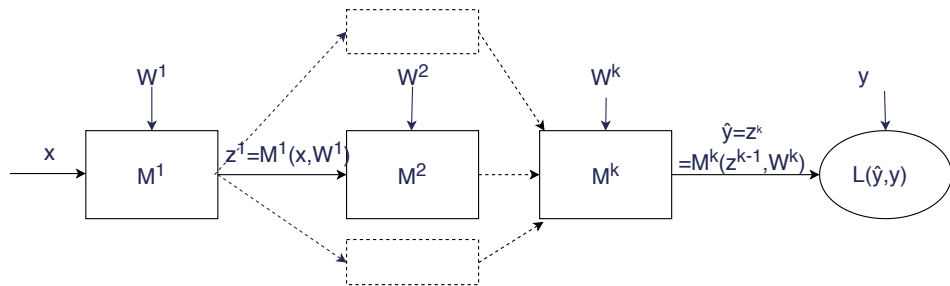 W¹
W²
Wᵏ
y
x
M¹
z¹=M¹(x,W¹)
M²
Mᵏ
ŷ=zᵏ
=Mᵏ(zᵏ⁻¹,Wᵏ)
L(ŷ,y)